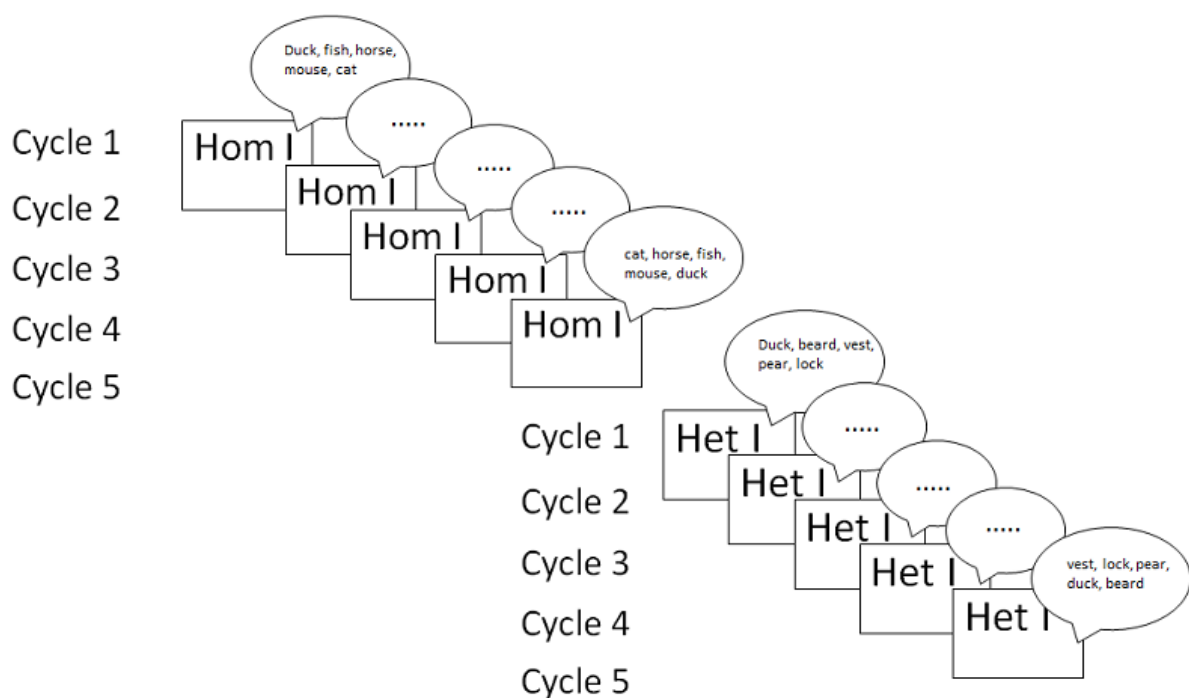 Duck, fish, horse,
mouse, cat
Cycle 1
Hom I
.....
Cycle 2
Hom I
.....
Cycle 3
Hom I
.....
Cycle 4
Hom I
cat, horse, fish,
mouse, duck
Cycle 5
Hom I
Duck, beard, vest,
pear, lock
Cycle 1
Het I
.....
Cycle 2
Het I
.....
Cycle 3
Het I
.....
Cycle 4
Het I
vest, lock, pear,
duck, beard
Cycle 5
Het I